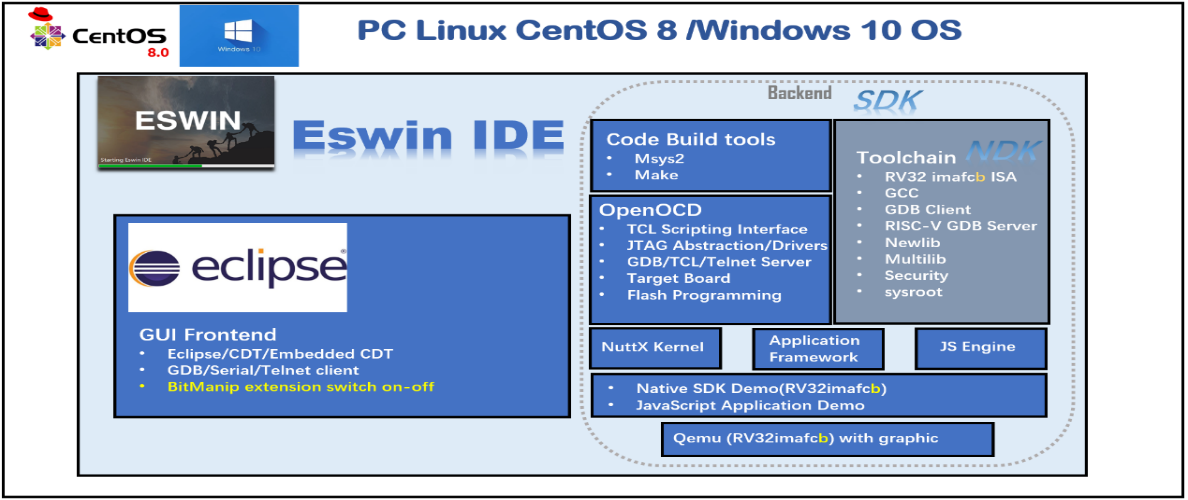 CentOS
8.0
Windows 10
PC Linux CentOS 8 /Windows 10 OS
ESWIN
Starting Eswin IDE
Eswin IDE
eclipse
GUI Frontend
• Eclipse/CDT/Embedded CDT
• GDB/Serial/Telnet client
• BitManip extension switch on-off
Backend
SDK
Code Build tools
• Msys2
• Make
OpenOCD
• TCL Scripting Interface
• JTAG Abstraction/Drivers
• GDB/TCL/Telnet Server
• Target Board
• Flash Programming
Toolchain NDK
• RV32 imafcb ISA
• GCC
• GDB Client
• RISC-V GDB Server
• Newlib
• Multilib
• Security
• sysroot
NuttX Kernel
Application
Framework
JS Engine
• Native SDK Demo(RV32imafcb)
• JavaScript Application Demo
Qemu (RV32imafcb) with graphic